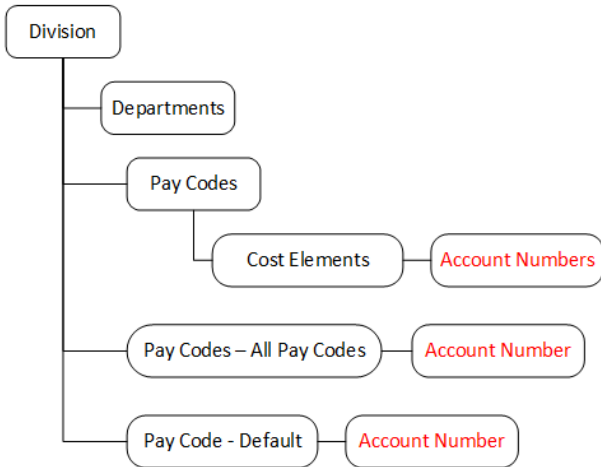 Division
Departments
Pay Codes
Cost Elements
Account Numbers
Pay Codes – All Pay Codes
Account Number
Pay Code - Default
Account Number